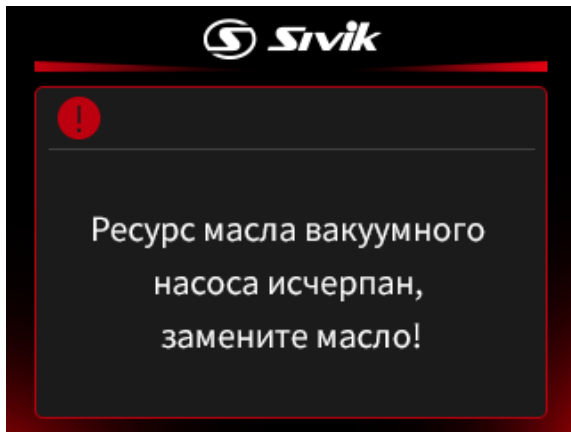 Sivik
!
Ресурс масла вакуумного
насоса исчерпан,
замените масло!